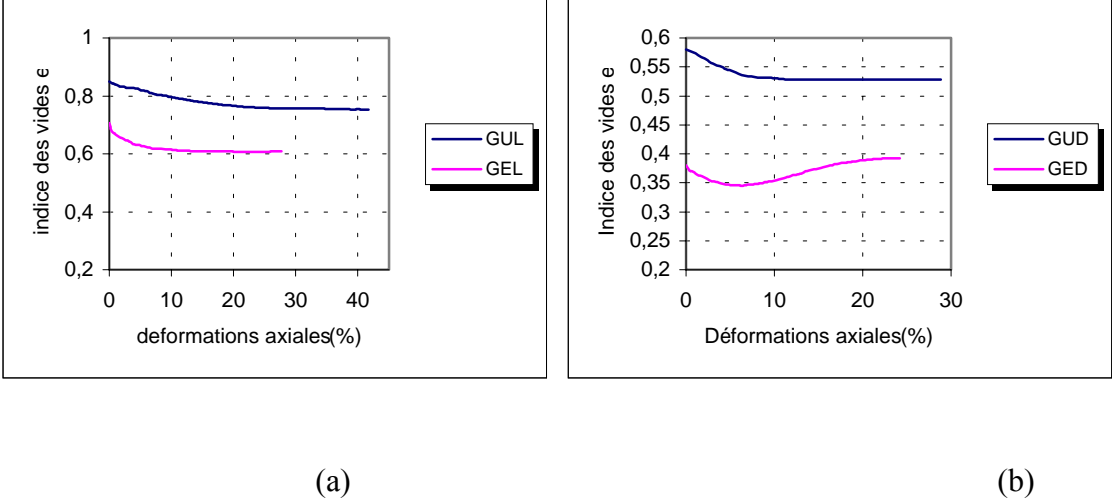 1
0,8
0,6
0,4
0,2
indice des vides e
0 10 20 30 40
deformations axiales(%)
GUL
GEL
0,6
0,55
0,5
0,45
0,4
0,35
0,3
0,25
0,2
Indice des vides e
0 10 20 30
Déformations axiales(%)
GUD
GED
(a)
(b)